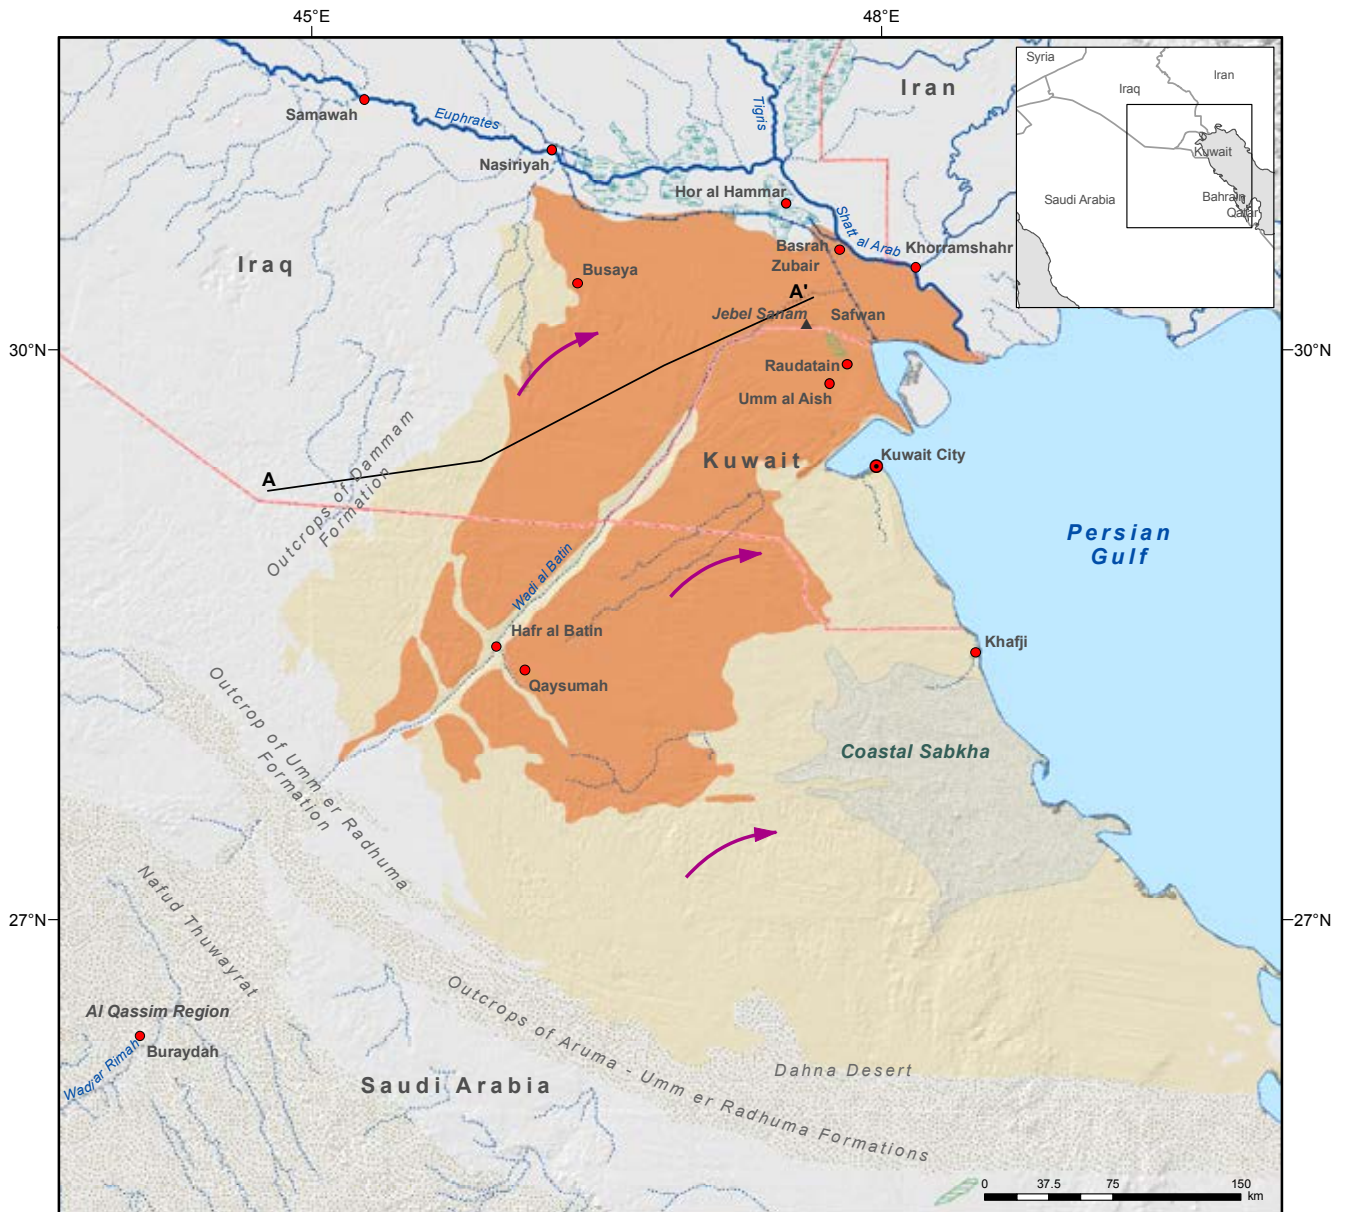 45°E
48°E
Syria
Iran
Iraq
Kuwait
Saudi Arabia
Bahrain
Qatar
Iran
Samawah
Euphrates
Tigris
Nasiriyah
Hor al Hammar
Shatt al Arab
Basrah
Khorramshahr
Zubair
Iraq
Busaya
A'
Jebel Sanam
Safwan
30°N
30°N
Raudatain
Umm al Aish
Kuwait
Kuwait City
A
Outcrops of Dammam
Formation
Persian
Gulf
Wadi al Batin
Hafr al Batin
Khafji
Qaysumah
Outcrop of Umm er Radhuma
Formation
Coastal Sabkha
Nafud Thuwayrat
27°N
27°N
Outcrops of Aruma - Umm er Radhuma Formations
Al Qassim Region
Buraydah
Wadi ar Rimah
Dahna Desert
Saudi Arabia
0 37.5 75 150
km